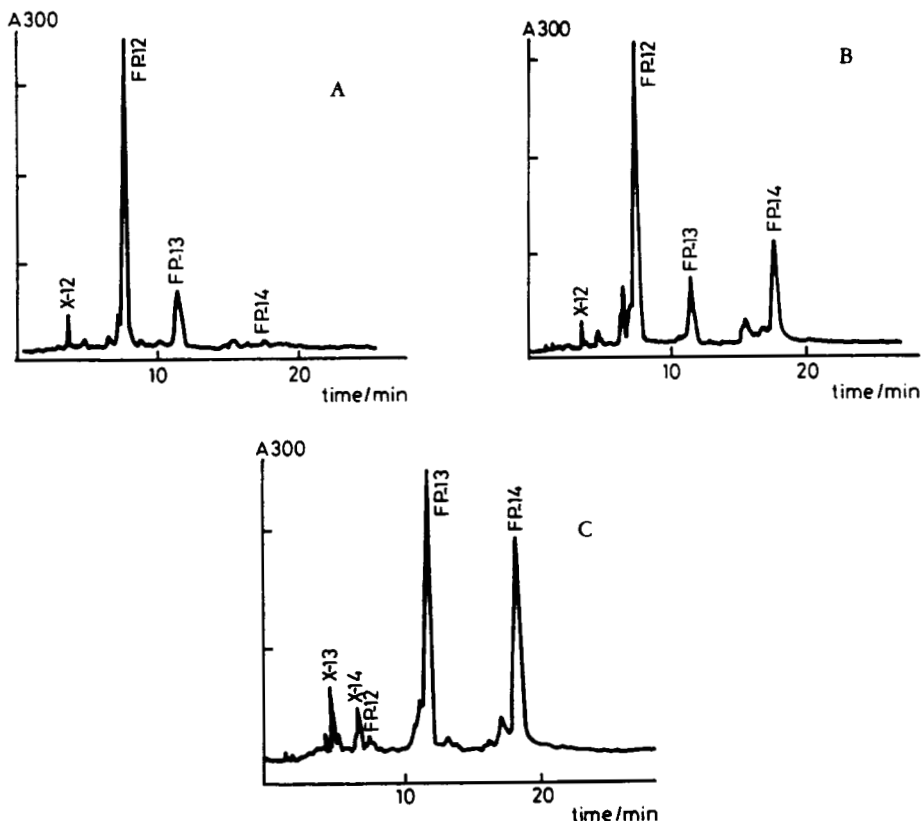 A300
FP-12
A
X-12
FP-13
FP-14
10
20
time/min
A300
FP-12
B
X-12
FP-13
FP-14
10
20
time/min
A300
FP-13
FP-14
C
X-13
X-14
FP-12
10
20
time/min